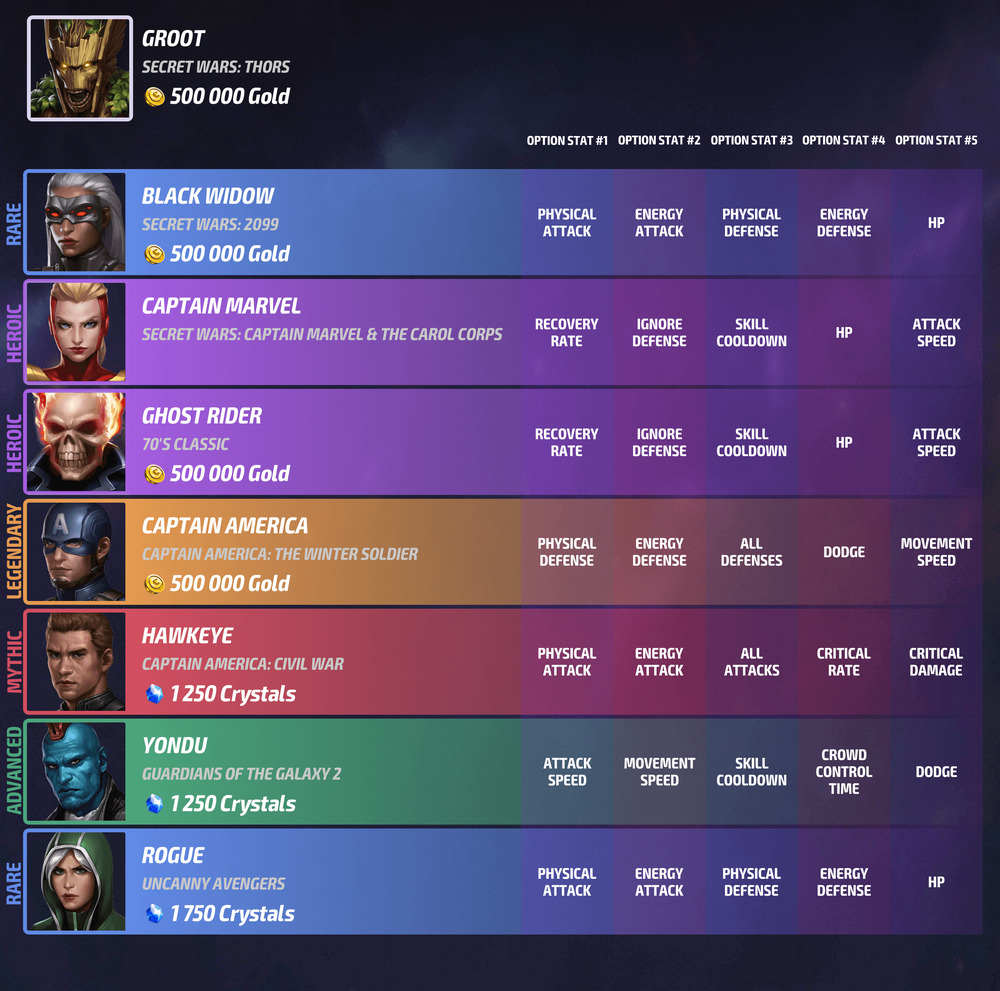 GROOT
SECRET WARS: THORS
500 000 Gold
OPTION STAT #1 OPTION STAT #2 OPTION STAT #3 OPTION STAT #4 OPTION STAT #5
RARE
BLACK WIDOW
SECRET WARS: 2099
500 000 Gold
PHYSICAL
ATTACK
ENERGY
ATTACK
PHYSICAL
DEFENSE
ENERGY
DEFENSE
HP
HEROIC
CAPTAIN MARVEL
SECRET WARS: CAPTAIN MARVEL & THE CAROL CORPS
RECOVERY
RATE
IGNORE
DEFENSE
SKILL
COOLDOWN
HP
ATTACK
SPEED
HEROIC
GHOST RIDER
70'S CLASSIC
500 000 Gold
RECOVERY
RATE
IGNORE
DEFENSE
SKILL
COOLDOWN
HP
ATTACK
SPEED
LEGENDARY
A
CAPTAIN AMERICA
CAPTAIN AMERICA: THE WINTER SOLDIER
500 000 Gold
PHYSICAL
DEFENSE
ENERGY
DEFENSE
ALL
DEFENSES
DODGE
MOVEMENT
SPEED
MYTHIC
HAWKEYE
CAPTAIN AMERICA: CIVIL WAR
1 250 Crystals
PHYSICAL
ATTACK
ENERGY
ATTACK
ALL
ATTACKS
CRITICAL
RATE
CRITICAL
DAMAGE
ADVANCED
YONDU
GUARDIANS OF THE GALAXY 2
1 250 Crystals
ATTACK
SPEED
MOVEMENT
SPEED
SKILL
COOLDOWN
CROWD
CONTROL
TIME
DODGE
RARE
ROGUE
UNCANNY AVENGERS
1 750 Crystals
PHYSICAL
ATTACK
ENERGY
ATTACK
PHYSICAL
DEFENSE
ENERGY
DEFENSE
HP